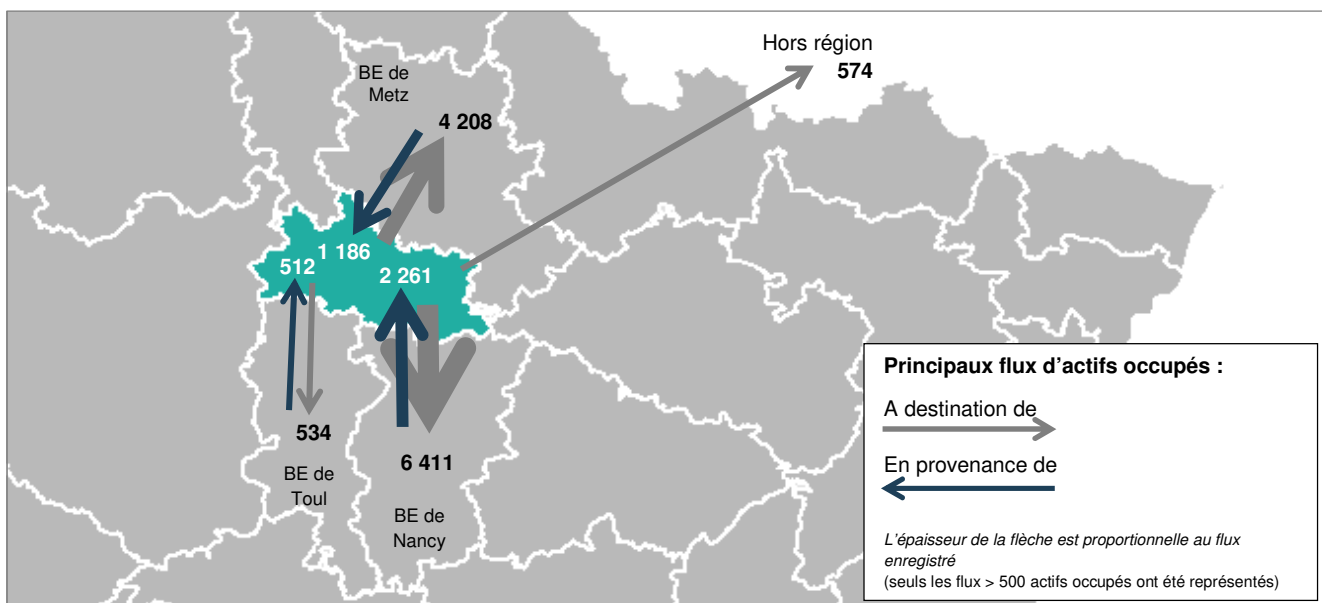 Hors région
574
BE de
Metz
4 208
1 186
512
2 261
534
BE de
Toul
6 411
BE de
Nancy
Principaux flux d'actifs occupés :
A destination de
En provenance de
L'épaisseur de la flèche est proportionnelle au flux
enregistré
(seuls les flux > 500 actifs occupés ont été représentés)